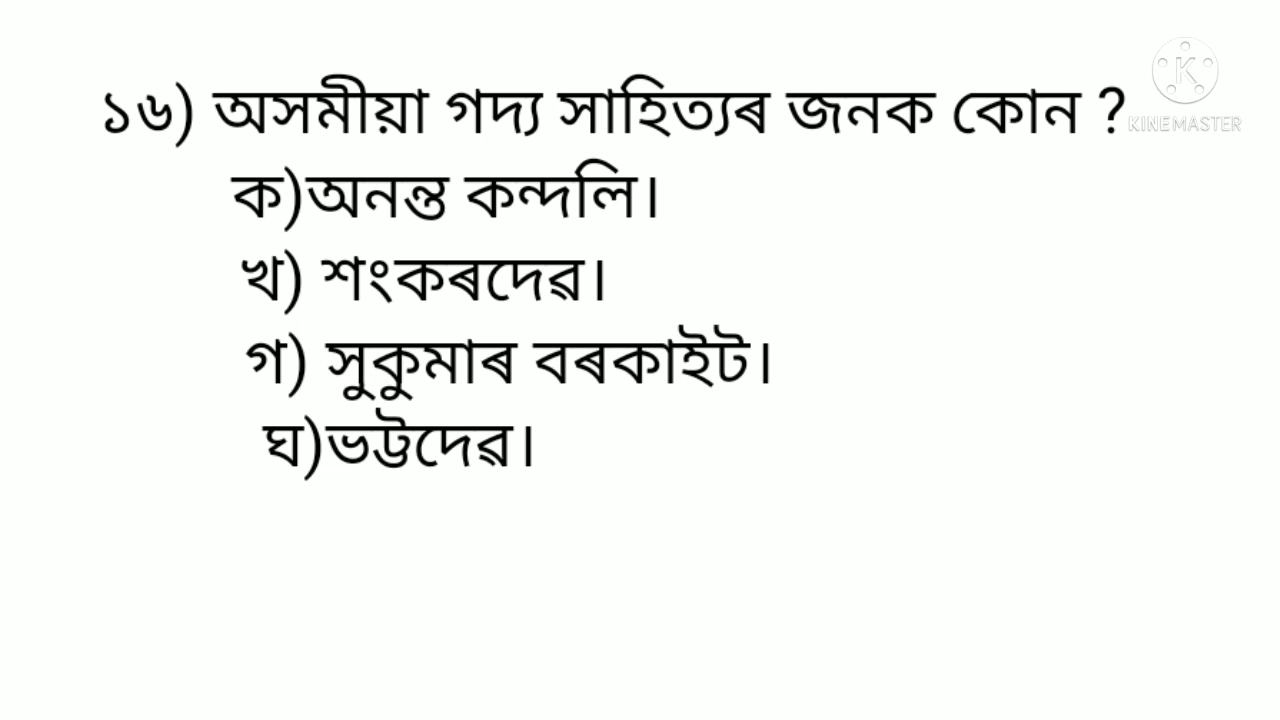 ১৬) অসমীয়া গদ্য সাহিত্যৰ জনক কোন ?
ক)অনন্ত কন্দলি।
খ) শংকৰদেৱ।
গ) সুকুমাৰ বৰকাইট।
ঘ)ভট্টদেৱ।
K
KINEMASTER